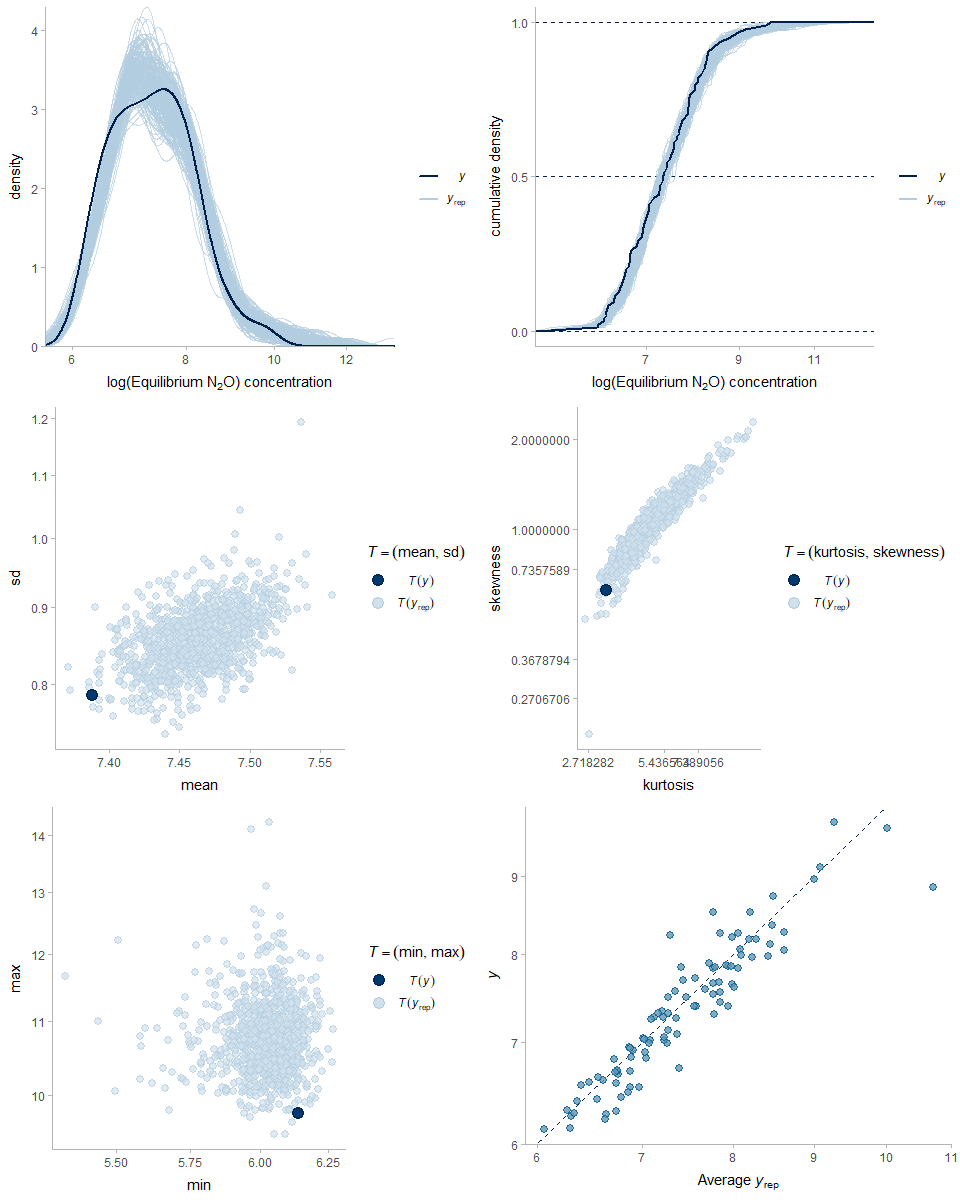 4
3
2
1
0
density
6
8
10
12
log(Equilibrium N2O) concentration
y
yrep
1.0
0.5
0.0
cumulative density
7
9
11
log(Equilibrium N2O) concentration
y
yrep
1.2
1.1
1.0
0.9
0.8
sd
7.40
7.45
7.50
7.55
mean
T = (mean, sd)
T(y)
T(yrep)
2.0000000
1.0000000
0.7357589
0.3678794
0.2706706
skewness
2.718282
kurtosis
T = (kurtosis, skewness)
T(y)
T(yrep)
14
13
12
11
10
max
5.50
5.75
6.00
6.25
min
T = (min, max)
T(y)
T(yrep)
9
8
7
6
y
6
7
8
9
10
11
Average yrep